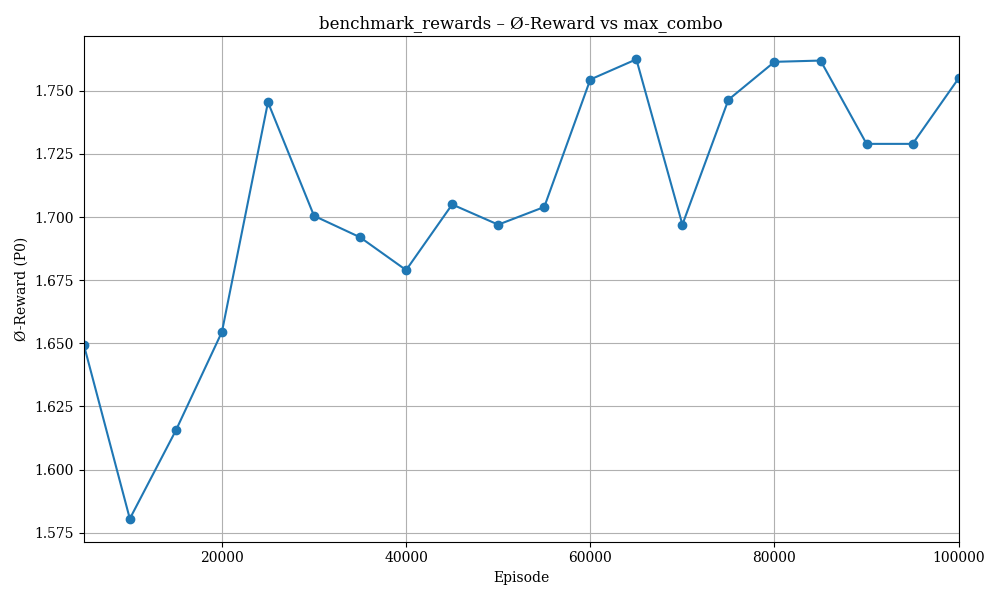 benchmark_rewards – Ø-Reward vs max_combo
Ø-Reward (P0)
1.750
1.725
1.700
1.675
1.650
1.625
1.600
1.575
20000 40000 60000 80000 100000
Episode